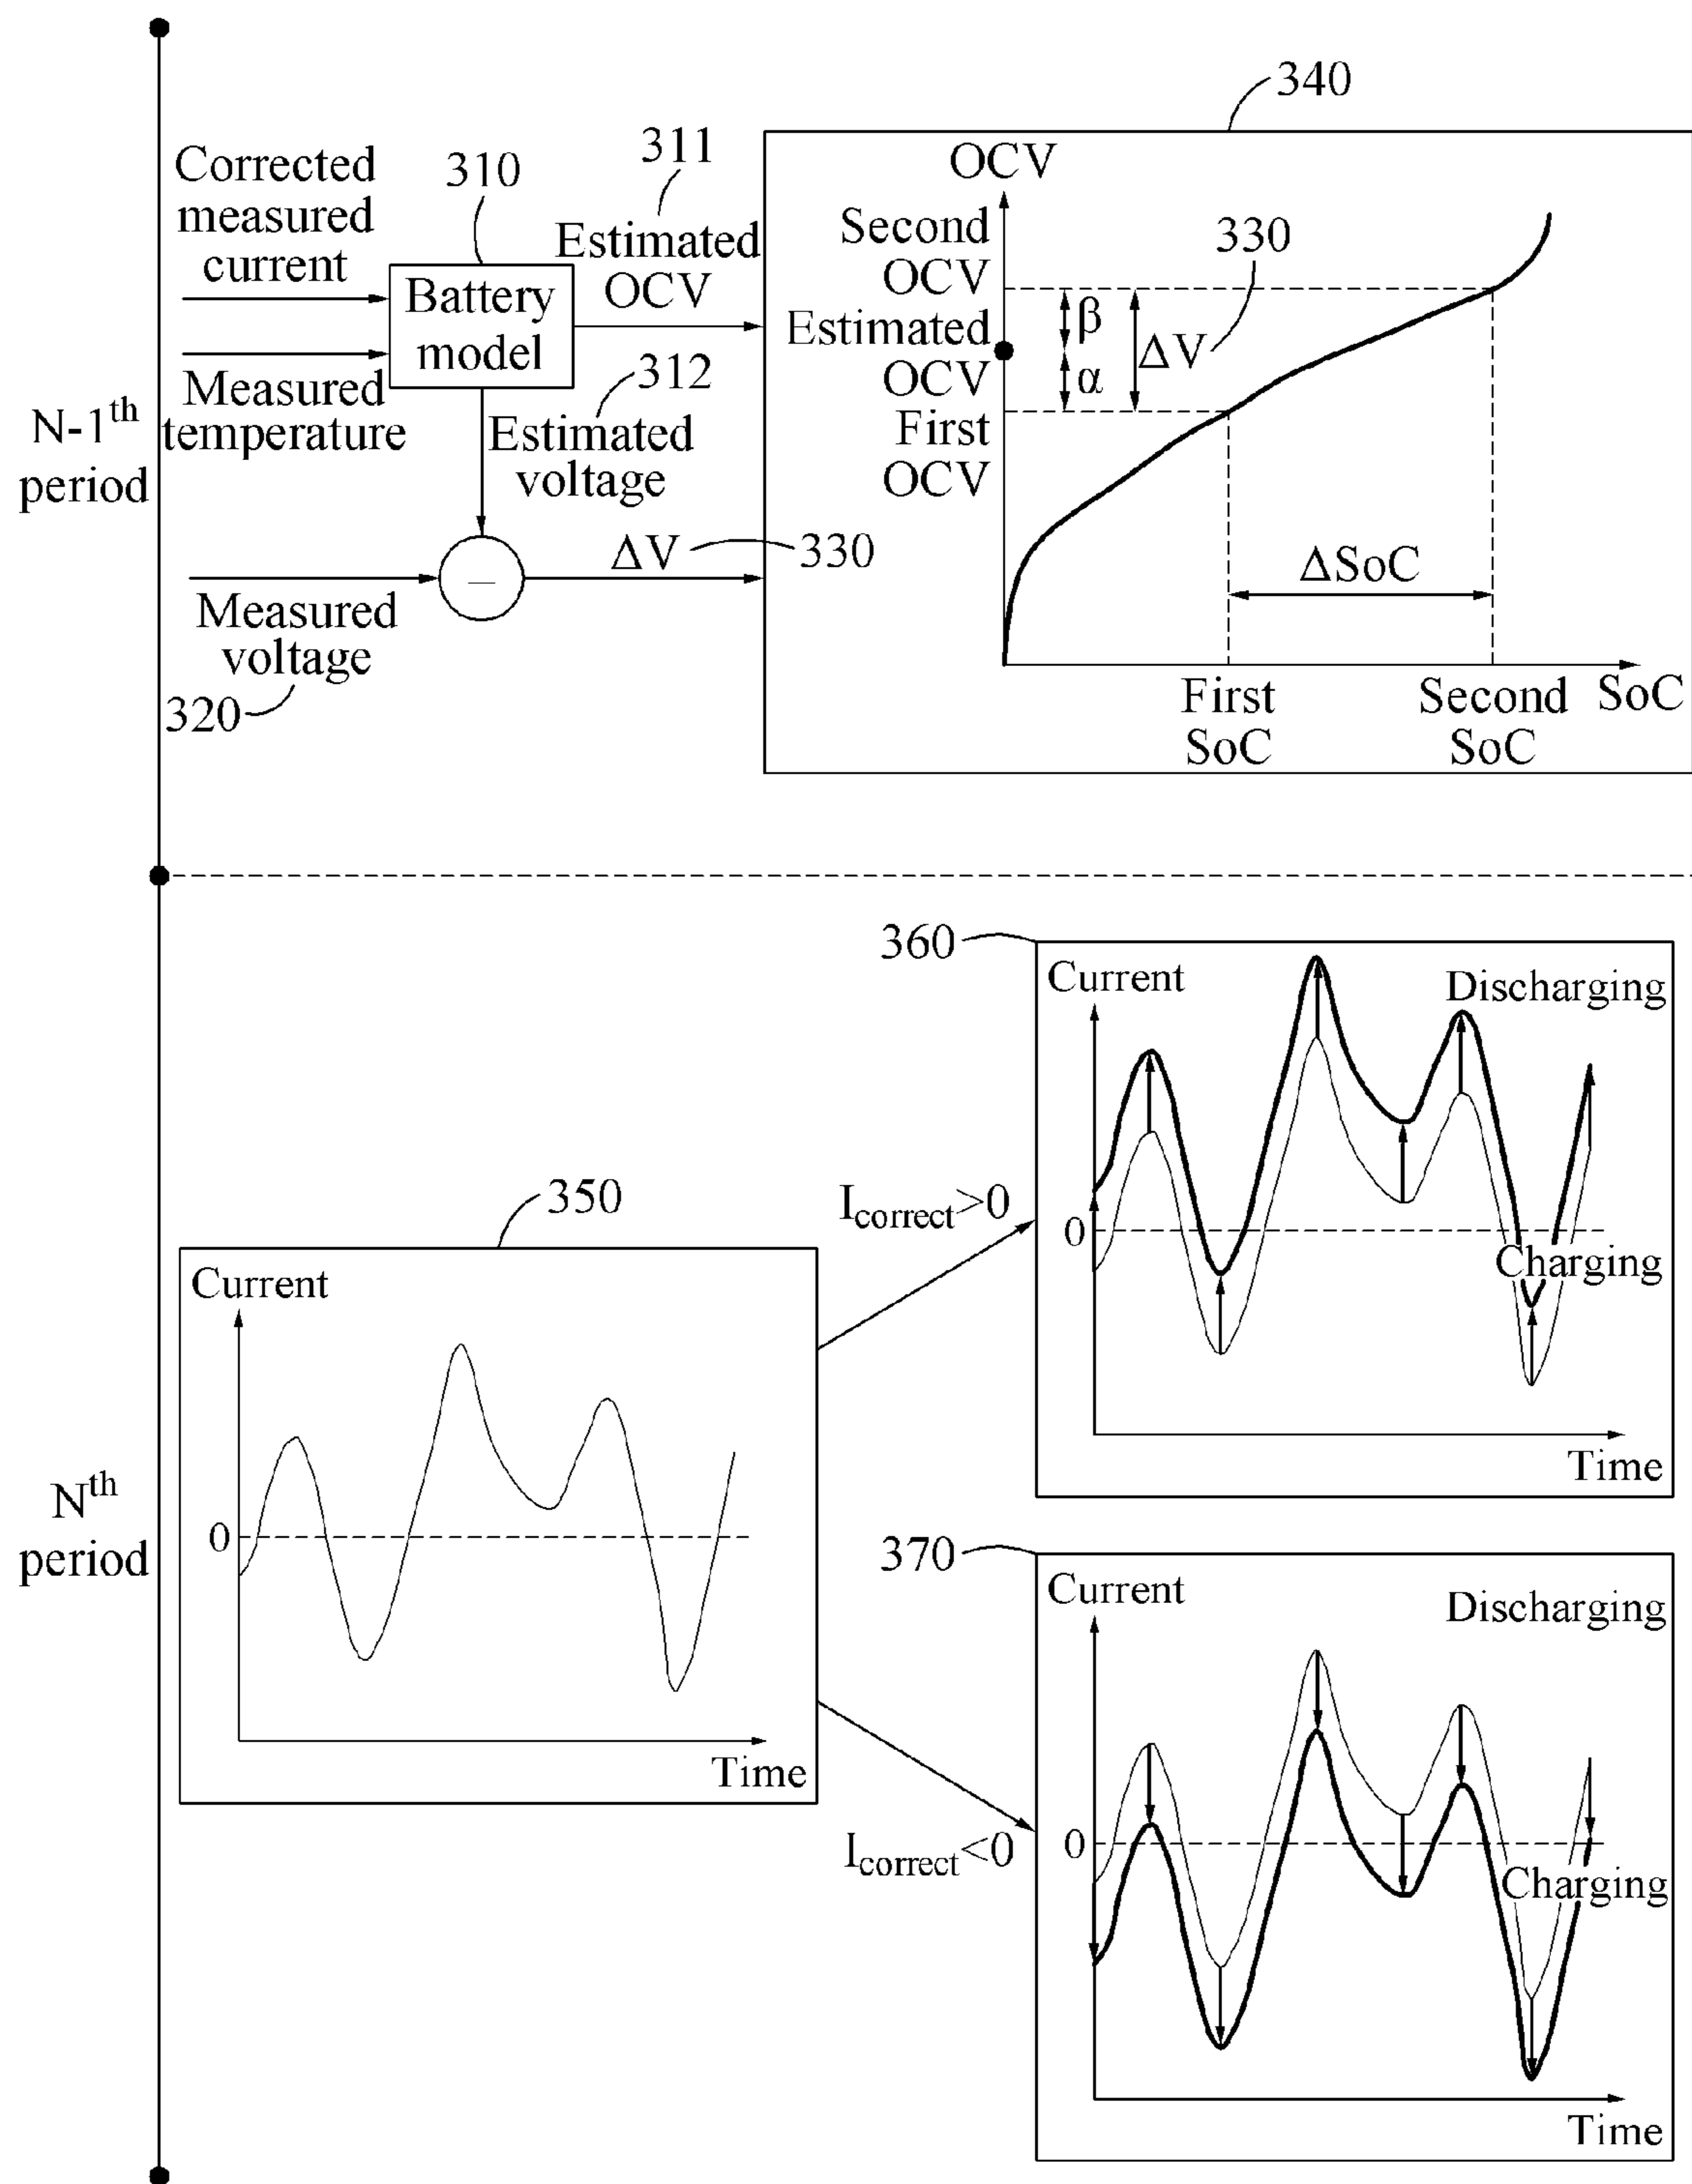 340
OCV
Corrected
measured
current
310
311
Estimated
OCV
Battery
model
Measured
temperature
312
Estimated
voltage
N-1th
period
ΔV
330
Measured
voltage
320
–
Second
OCV
Estimated
OCV
First
OCV
β
α
ΔV
330
ΔSoC
First
SoC
Second
SoC
SoC
Nth
period
350
Current
0
Time
Icorrect>0
Icorrect<0
360
Current
Discharging
0
Charging
Time
370
Current
Discharging
0
Charging
Time